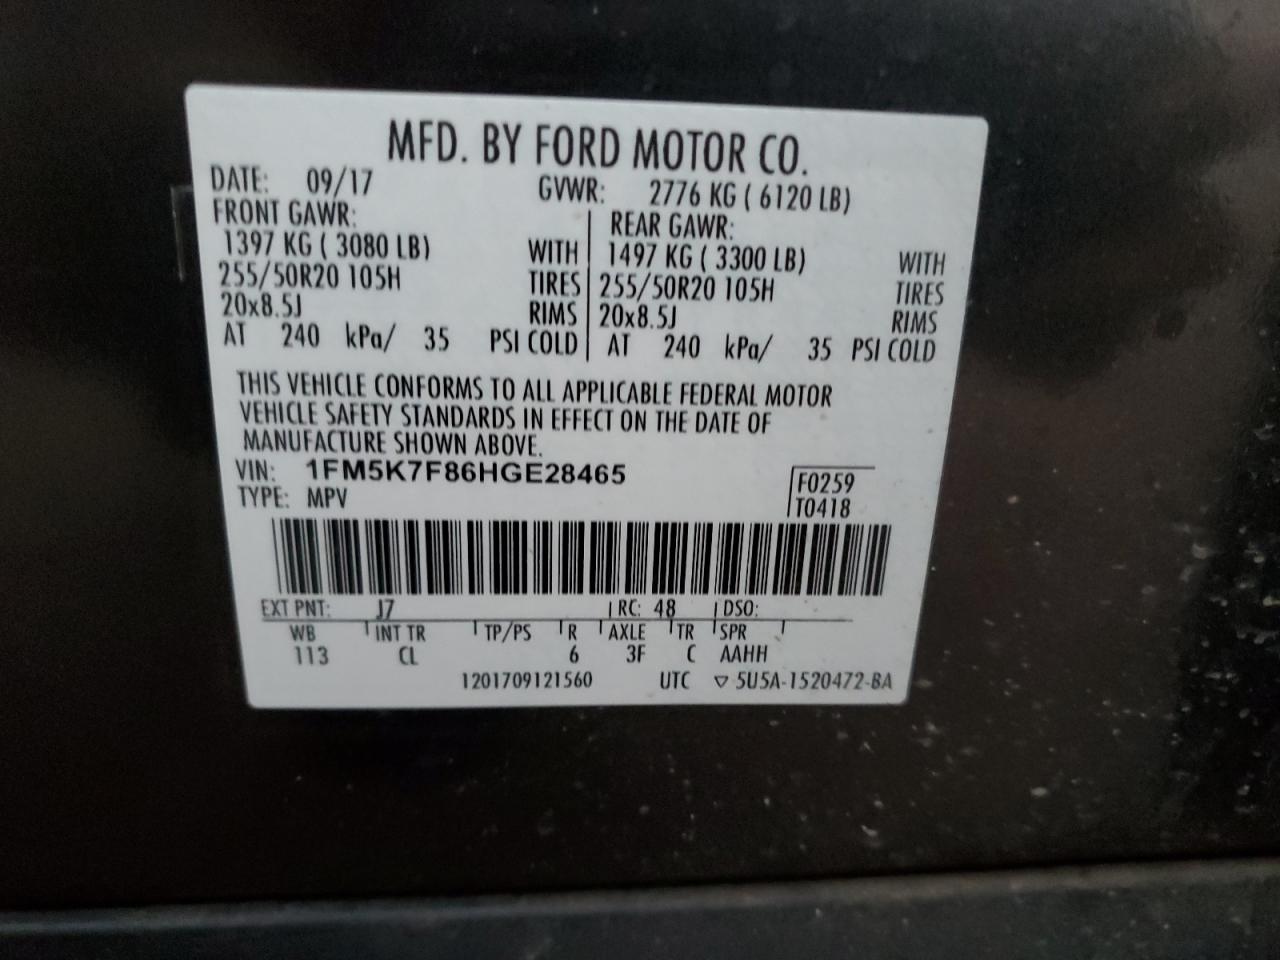 MFD. BY FORD MOTOR CO.
DATE: 09/17 GVWR: 2776 KG ( 6120 LB)
FRONT GAWR: REAR GAWR:
1397 KG ( 3080 LB) WITH 1497 KG ( 3300 LB) WITH
255/50R20 105H TIRES 255/50R20 105H TIRES
20x8.5J RIMS 20x8.5J RIMS
AT 240 kPa/ 35 PSI COLD AT 240 kPa/ 35 PSI COLD
THIS VEHICLE CONFORMS TO ALL APPLICABLE FEDERAL MOTOR
VEHICLE SAFETY STANDARDS IN EFFECT ON THE DATE OF
MANUFACTURE SHOWN ABOVE.
VIN: 1FM5K7F86HGE28465
TYPE: MPV
F0259
T0418
EXT PNT: J7 RC: 48 DSO:
WB INT TR TP/PS R AXLE TR SPR
113 CL 6 3F C AAHH
1201709121560 UTC ▽ 5U5A-1520472-BA